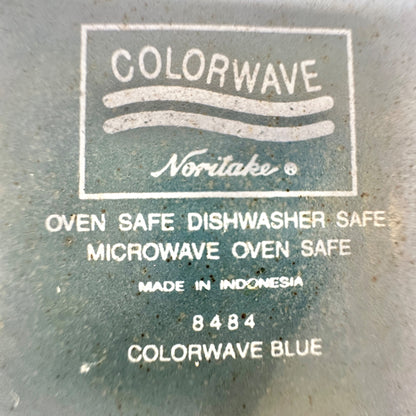 COLORWAVE
Noritake ®
OVEN SAFE DISHWASHER SAFE
MICROWAVE OVEN SAFE
MADE IN INDONESIA
8484
COLORWAVE BLUE